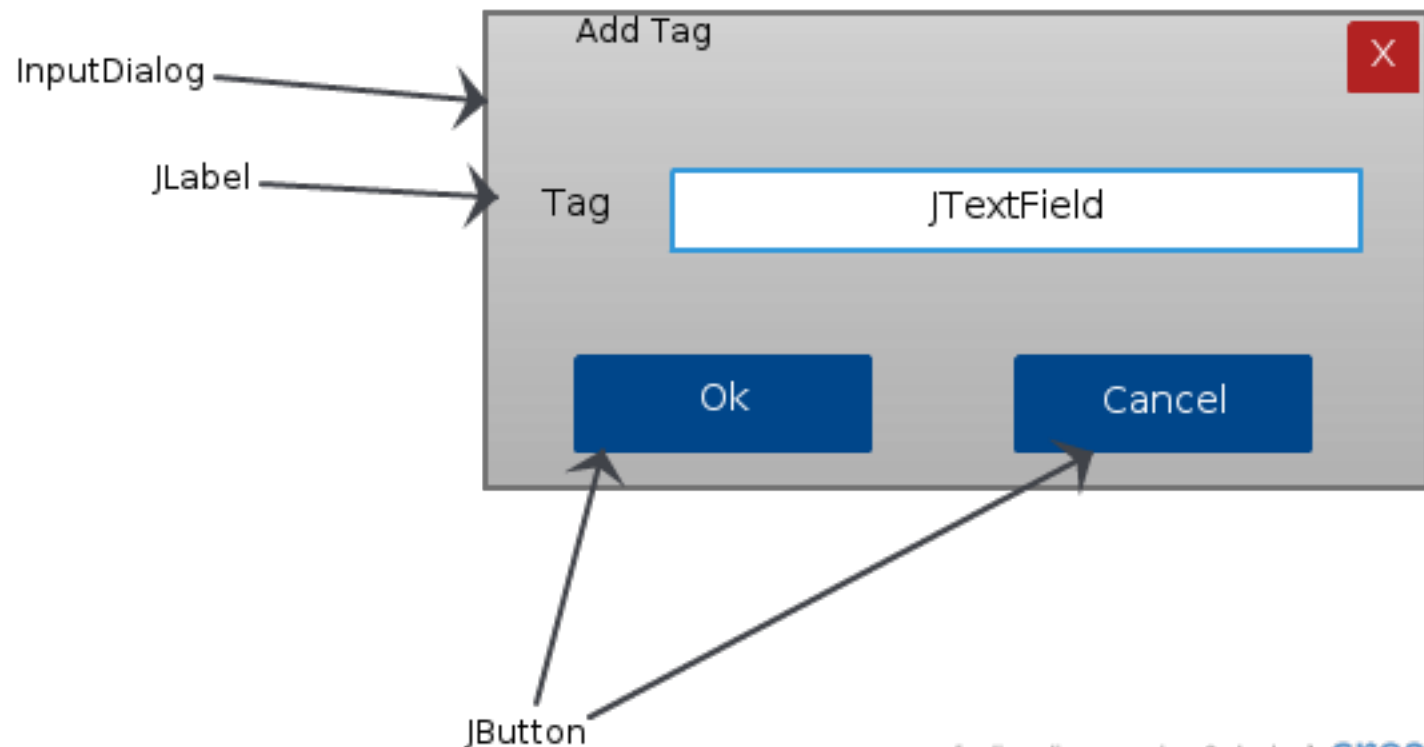 Add Tag
X
InputDialog
JLabel
Tag
JTextField
Ok
Cancel
JButton